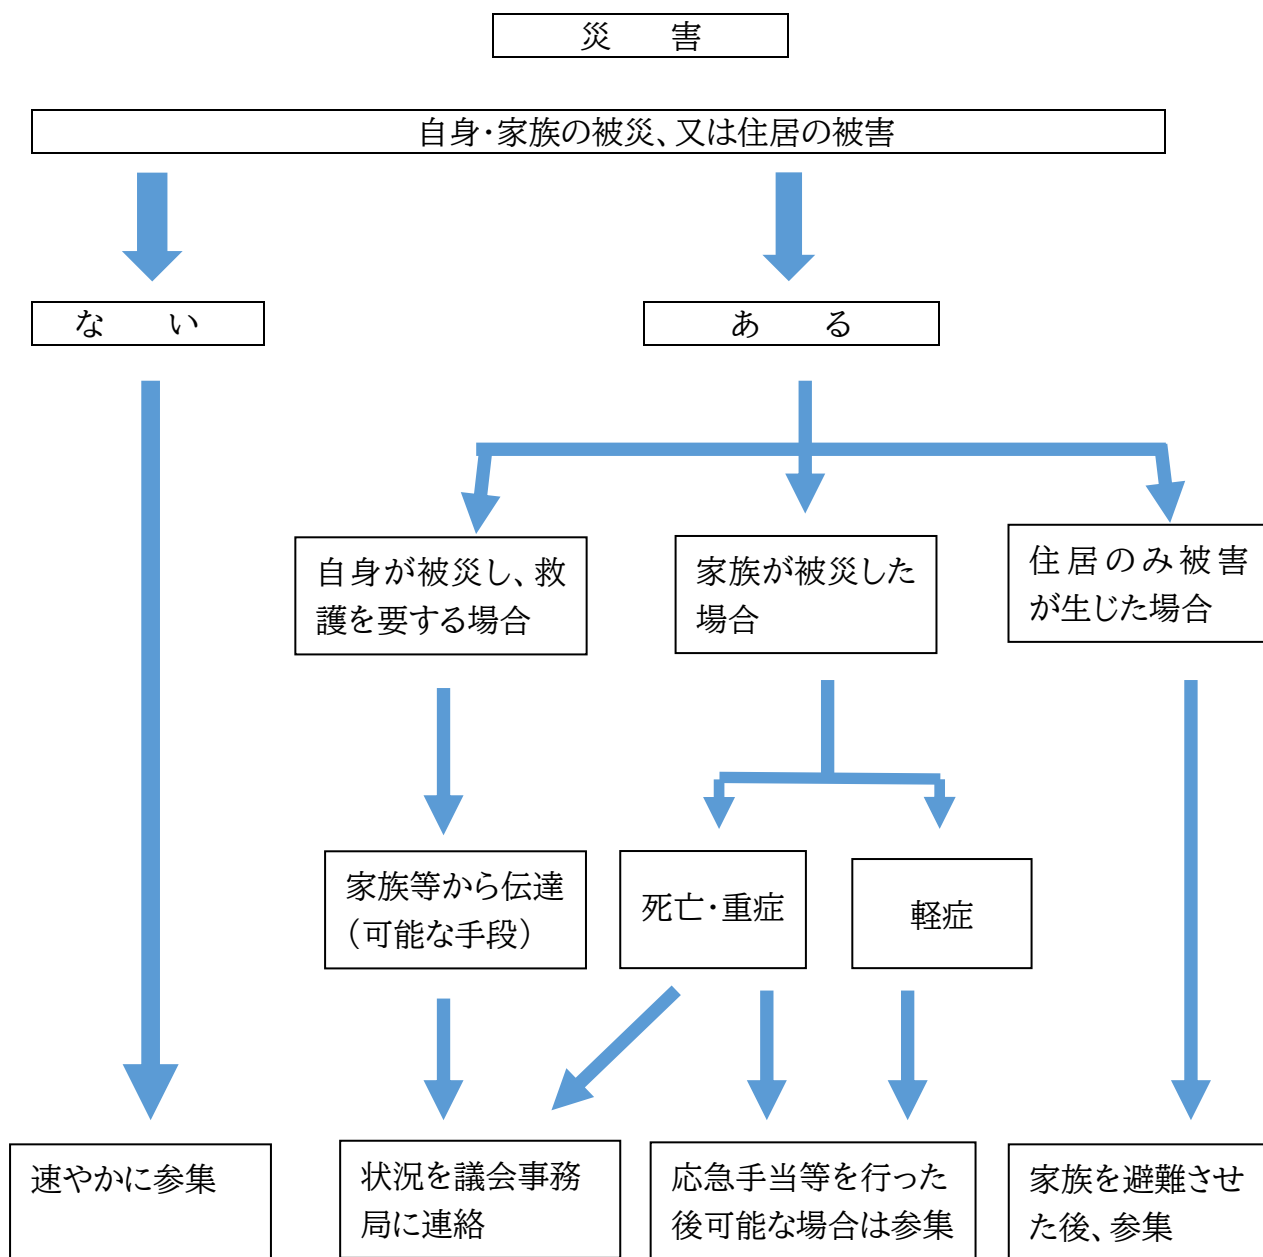 災　害
自身・家族の被災、又は住居の被害
な　い
あ　る
自身が被災し、救
護を要する場合
家族が被災した
場合
住居のみ被害
が生じた場合
家族等から伝達
（可能な手段）
死亡・重症
軽症
速やかに参集
状況を議会事務
局に連絡
応急手当等を行った
後可能な場合は参集
家族を避難させ
た後、参集